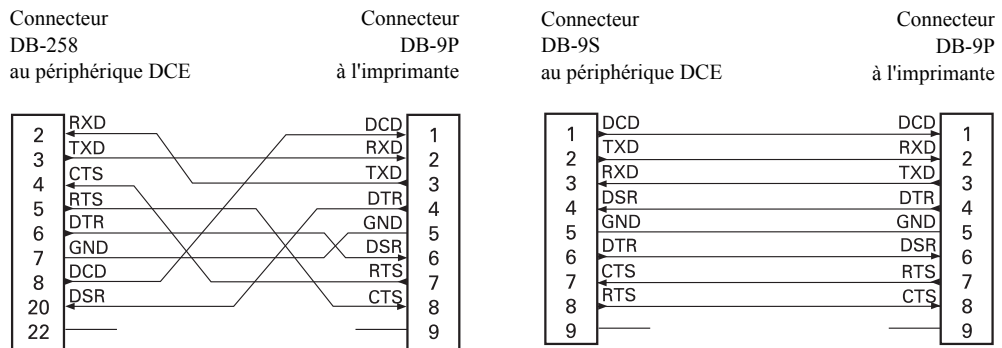 Connecteur
DB-258
au périphérique DCE
Connecteur
DB-9P
à l'imprimante
2 RXD DCD 1
3 TXD RXD 2
4 CTS TXD 3
5 RTS DTR 4
6 DTR GND 5
7 GND DSR 6
8 DCD RTS 7
20 DSR CTS 8
22 9
Connecteur
DB-9S
au périphérique DCE
Connecteur
DB-9P
à l'imprimante
1 DCD DCD 1
2 TXD RXD 2
3 RXD TXD 3
4 DSR DTR 4
5 GND GND 5
6 DTR DSR 6
7 CTS RTS 7
8 RTS CTS 8
9 9